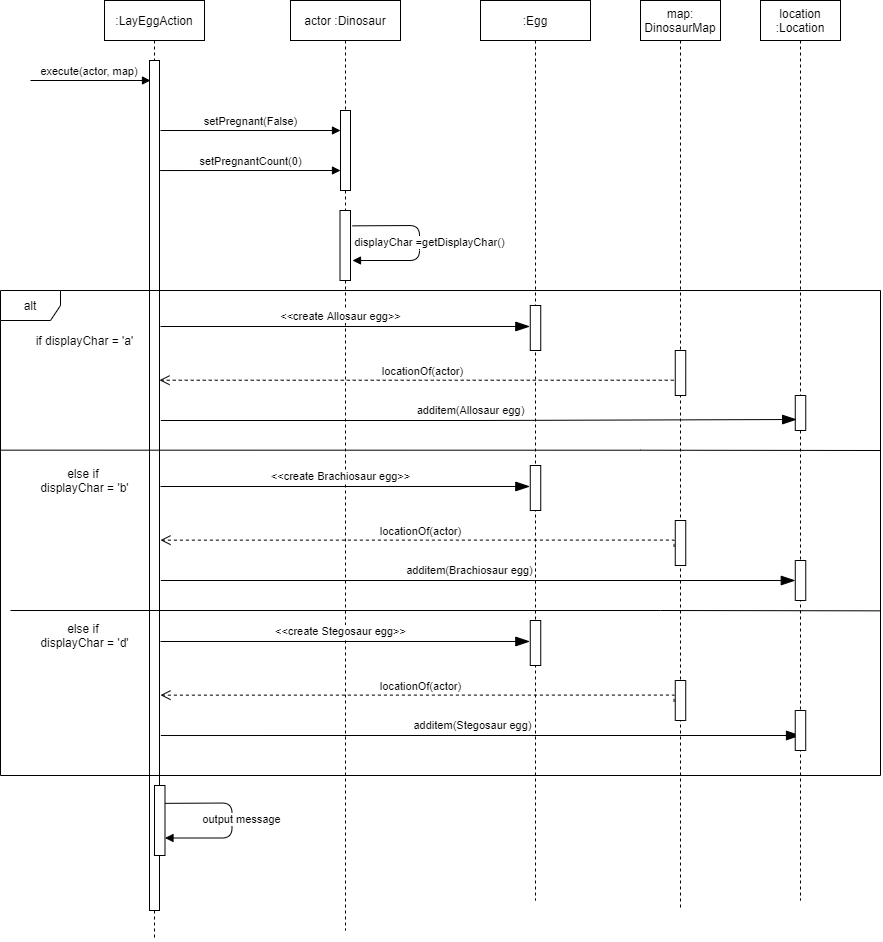 :LayEggAction
actor :Dinosaur
:Egg
map:
DinosaurMap
location
:Location
execute(actor, map)
setPregnant(False)
setPregnantCount(0)
displayChar =getDisplayChar()
alt
<<create Allosaur egg>>
if displayChar = 'a'
locationOf(actor)
additem(Allosaur egg)
else if
displayChar = 'b'
<<create Brachiosaur egg>>
locationOf(actor)
additem(Brachiosaur egg)
else if
displayChar = 'd'
<<create Stegosaur egg>>
locationOf(actor)
additem(Stegosaur egg)
output message